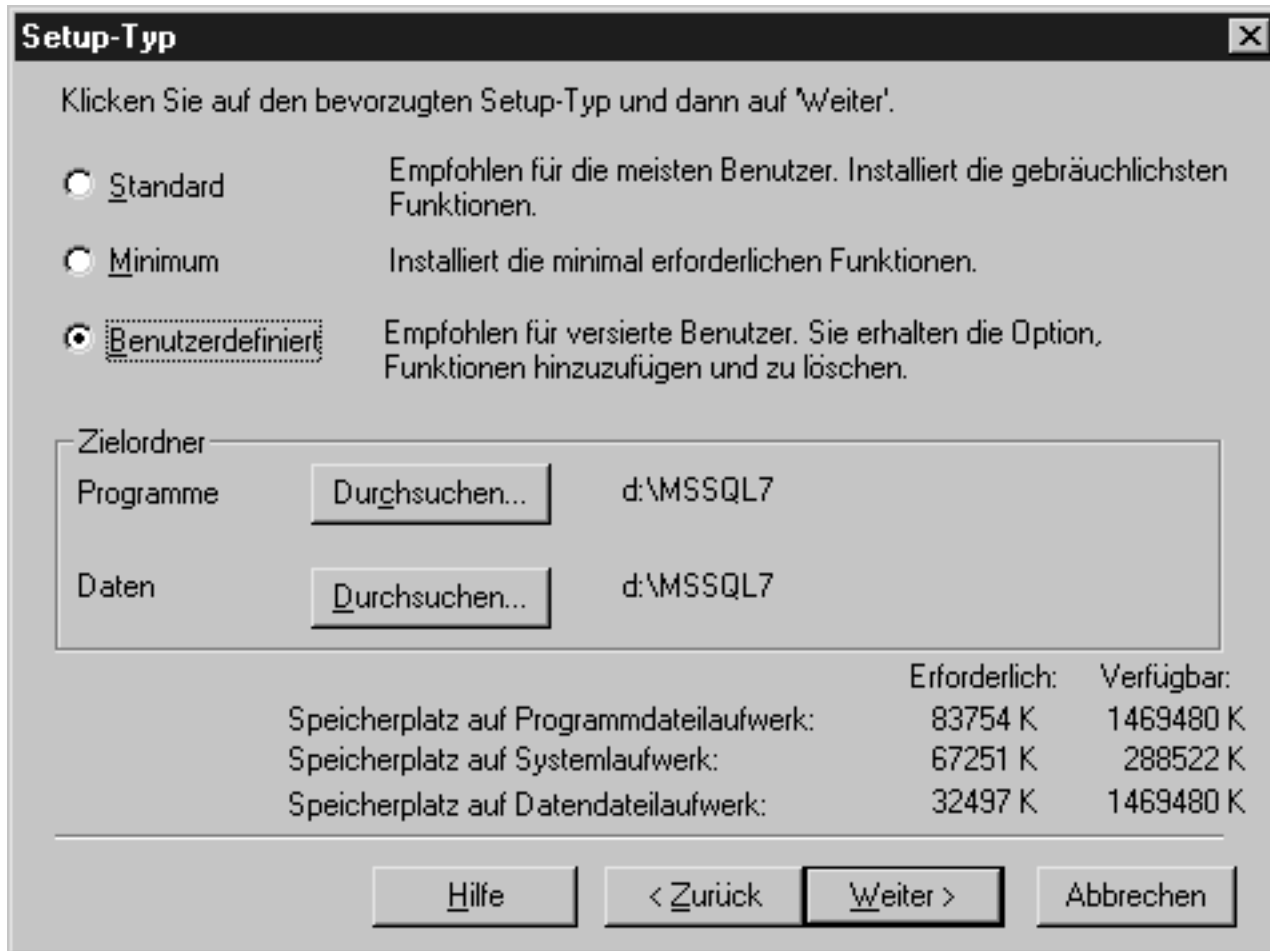 Setup-Typ
Klicken Sie auf den bevorzugten Setup-Typ und dann auf 'Weiter'.
Standard
Empfohlen für die meisten Benutzer. Installiert die gebräuchlichsten
Funktionen.
Minimum
Installiert die minimal erforderlichen Funktionen.
Benutzerdefiniert
Empfohlen für versierte Benutzer. Sie erhalten die Option,
Funktionen hinzuzufügen und zu löschen.
Zielordner
Programme
Durchsuchen...
d:\MSSQL7
Daten
Durchsuchen...
d:\MSSQL7
Erforderlich: Verfügbar:
Speicherplatz auf Programmdateilaufwerk: 83754 K 1469480 K
Speicherplatz auf Systemlaufwerk: 67251 K 288522 K
Speicherplatz auf Datendateilaufwerk: 32497 K 1469480 K
Hilfe
< Zurück
Weiter >
Abbrechen